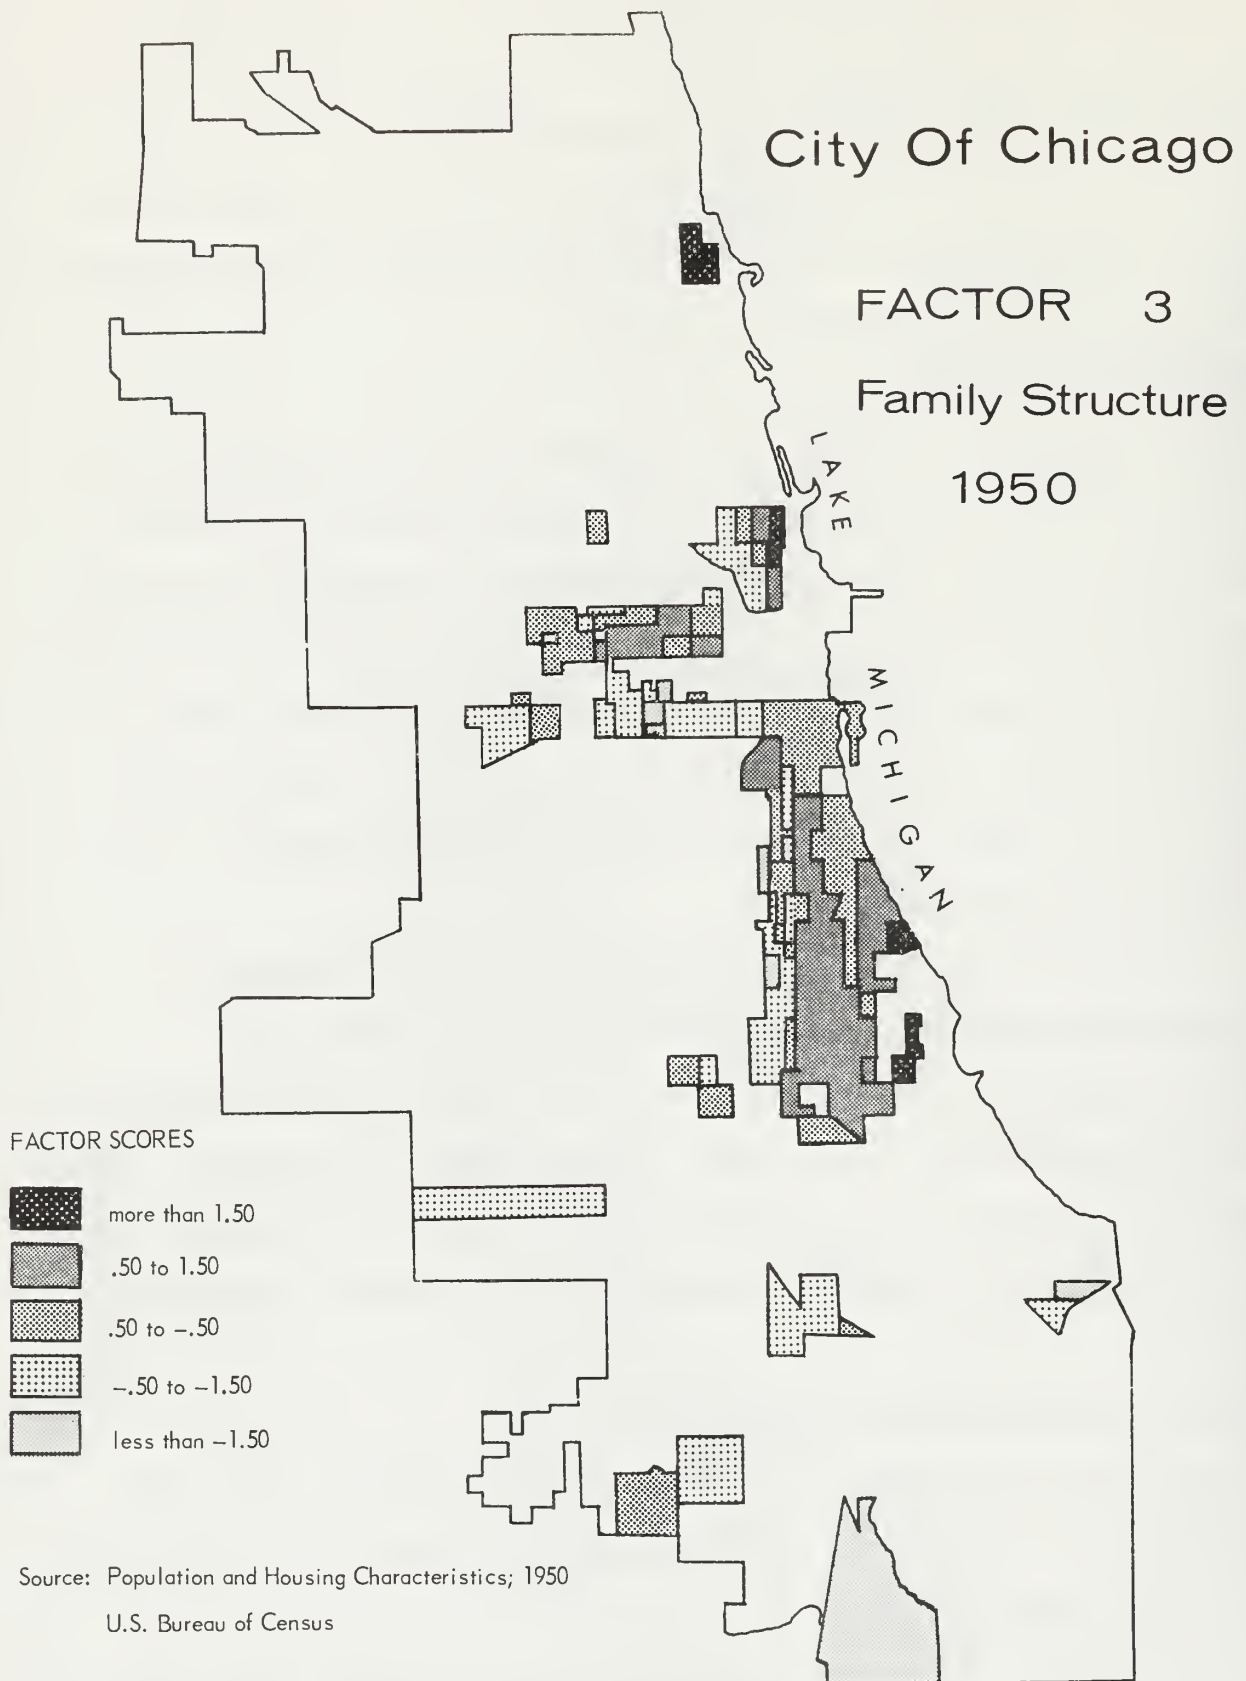 City Of Chicago
FACTOR 3
Family Structure
1950
LAKE
MICHIGAN
FACTOR SCORES
more than 1.50
.50 to 1.50
.50 to -.50
-.50 to -1.50
less than -1.50
Source: Population and Housing Characteristics; 1950
U.S. Bureau of Census